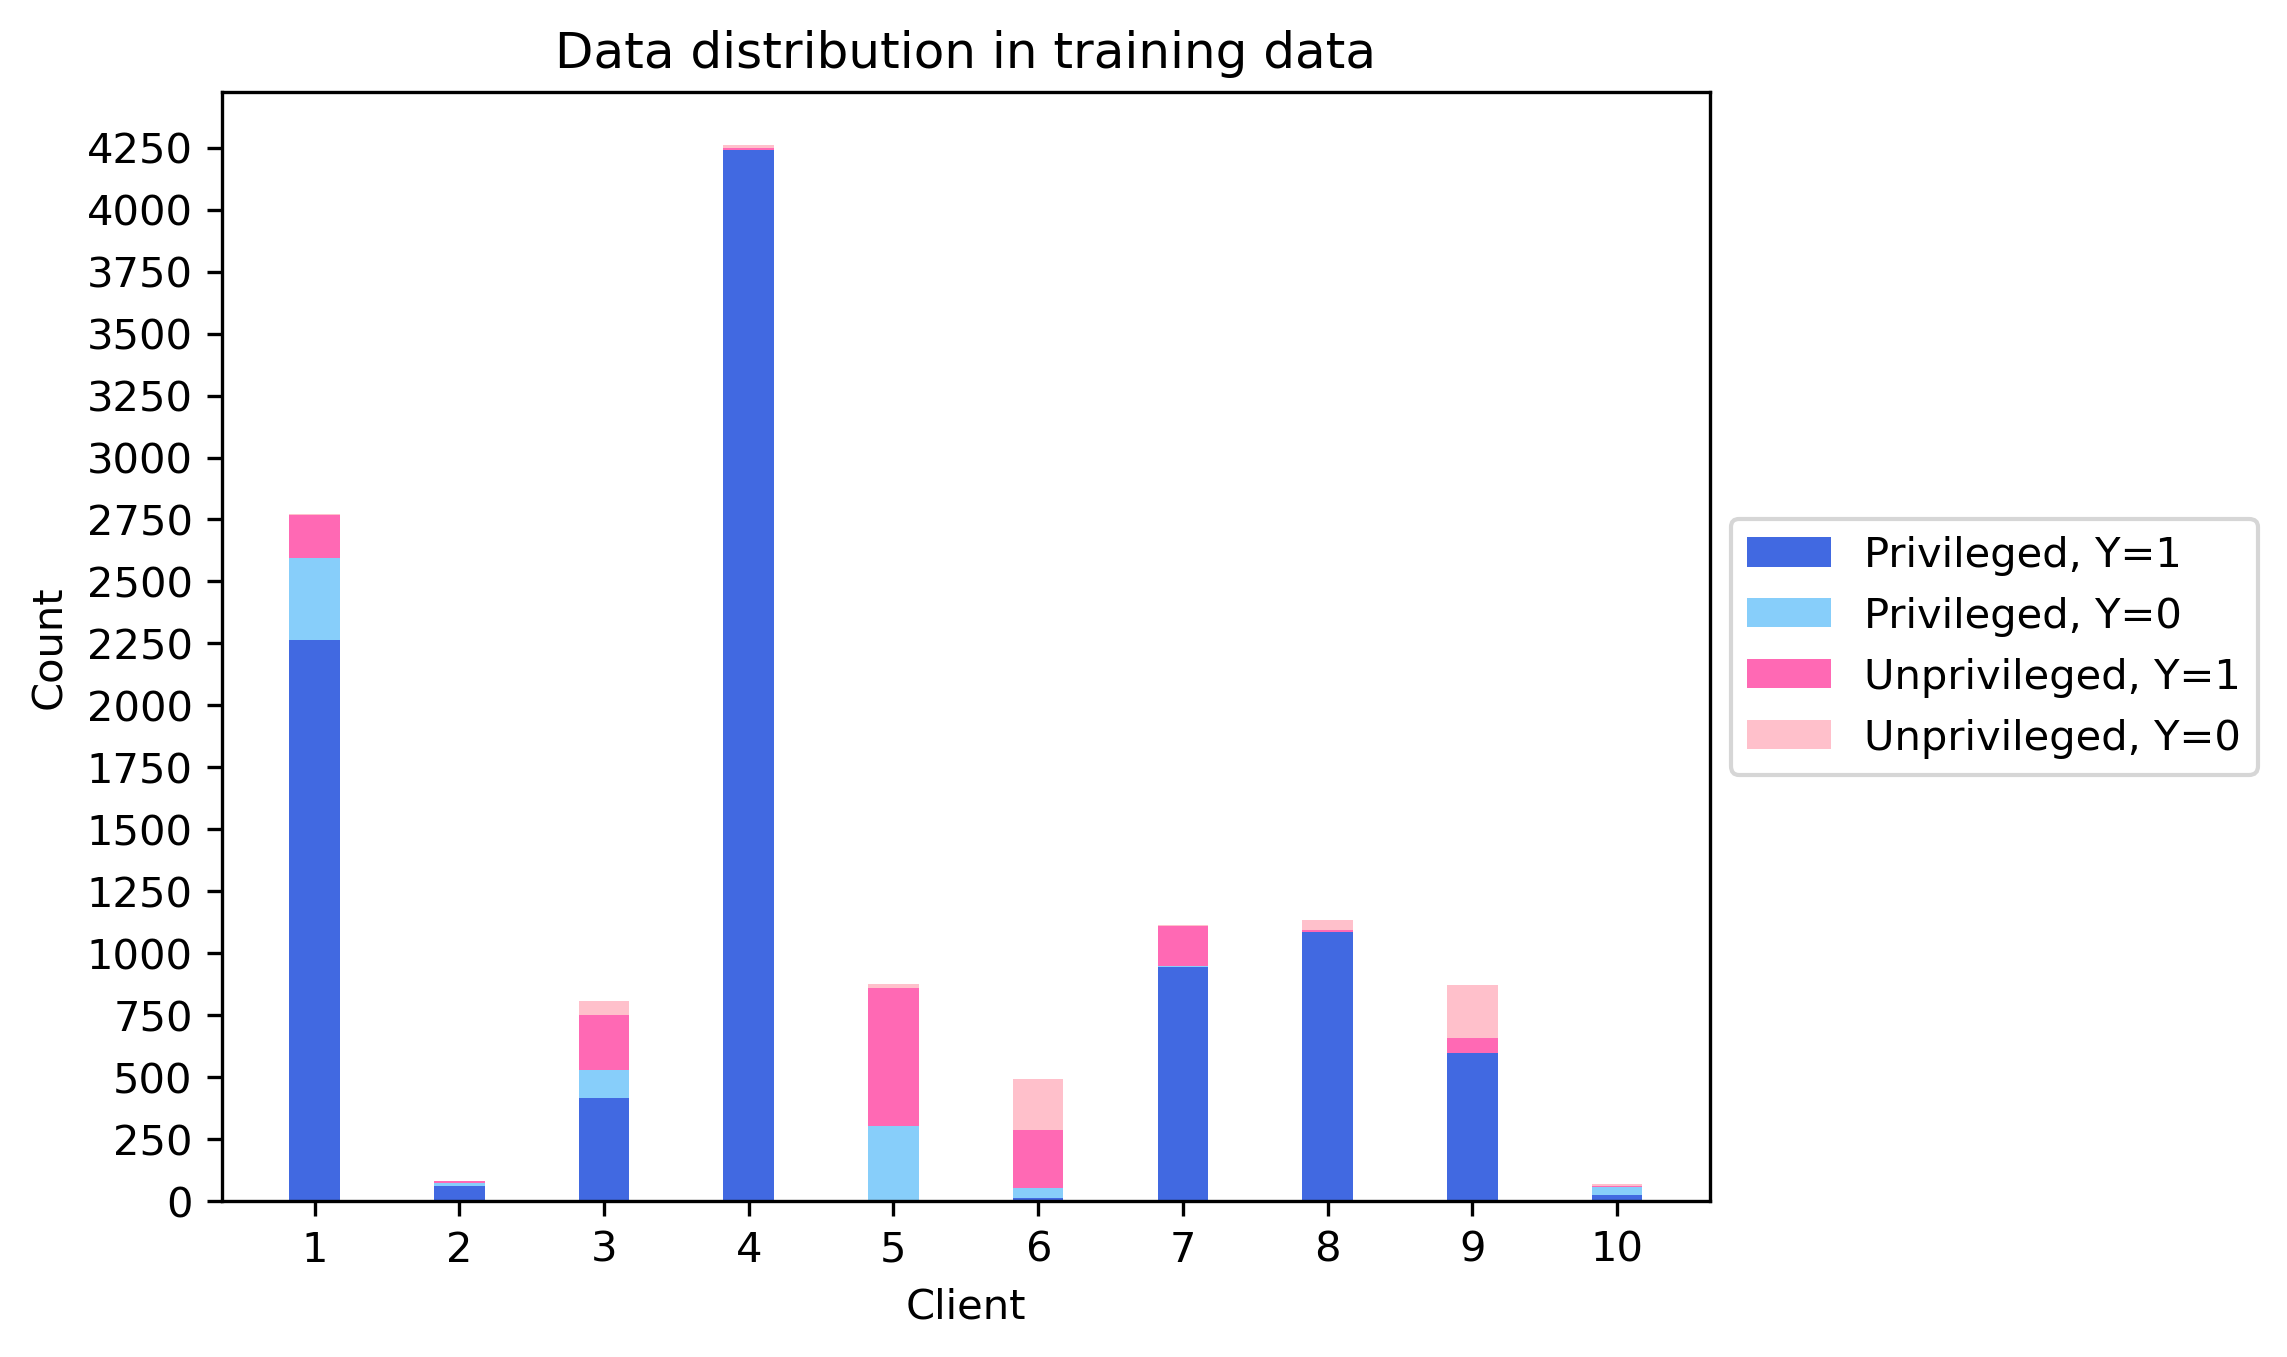 Data distribution in training data
Count
4250
4000
3750
3500
3250
3000
2750
2500
2250
2000
1750
1500
1250
1000
750
500
250
0
1 2 3 4 5 6 7 8 9 10
Client
Privileged, Y=1
Privileged, Y=0
Unprivileged, Y=1
Unprivileged, Y=0